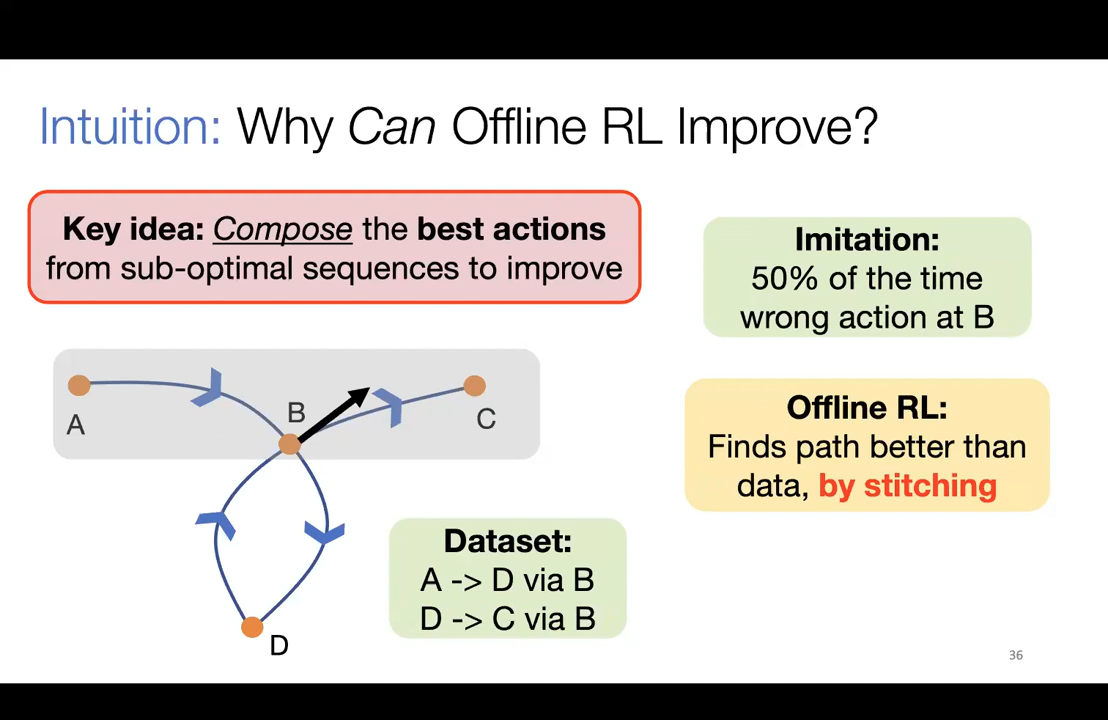 Intuition: Why Can Offline RL Improve?
Key idea: Compose the best actions
from sub-optimal sequences to improve
Imitation:
50% of the time
wrong action at B
A
B
C
Offline RL:
Finds path better than
data, by stitching
Dataset:
A -> D via B
D -> C via B
D
36